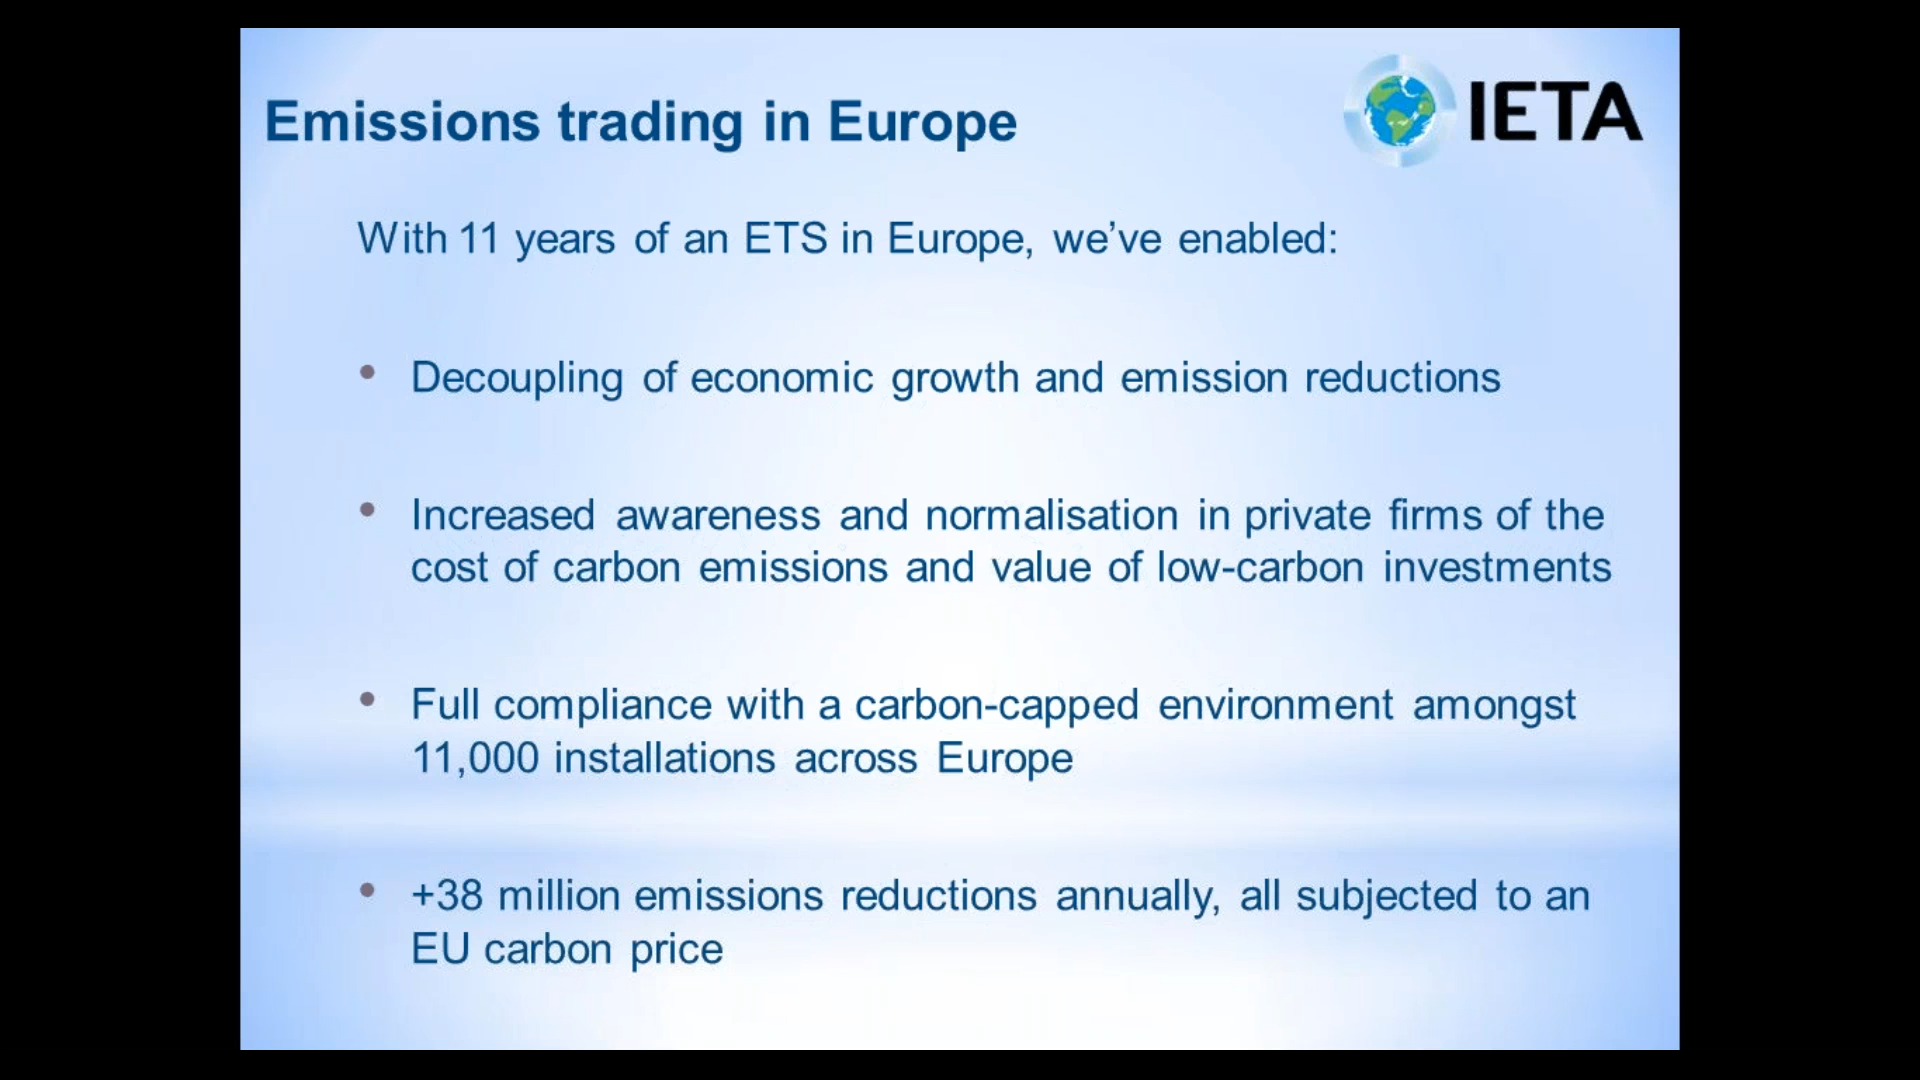 Emissions trading in Europe
IETA
With 11 years of an ETS in Europe, we've enabled:
• Decoupling of economic growth and emission reductions
• Increased awareness and normalisation in private firms of the
cost of carbon emissions and value of low-carbon investments
• Full compliance with a carbon-capped environment amongst
11,000 installations across Europe
• +38 million emissions reductions annually, all subjected to an
EU carbon price